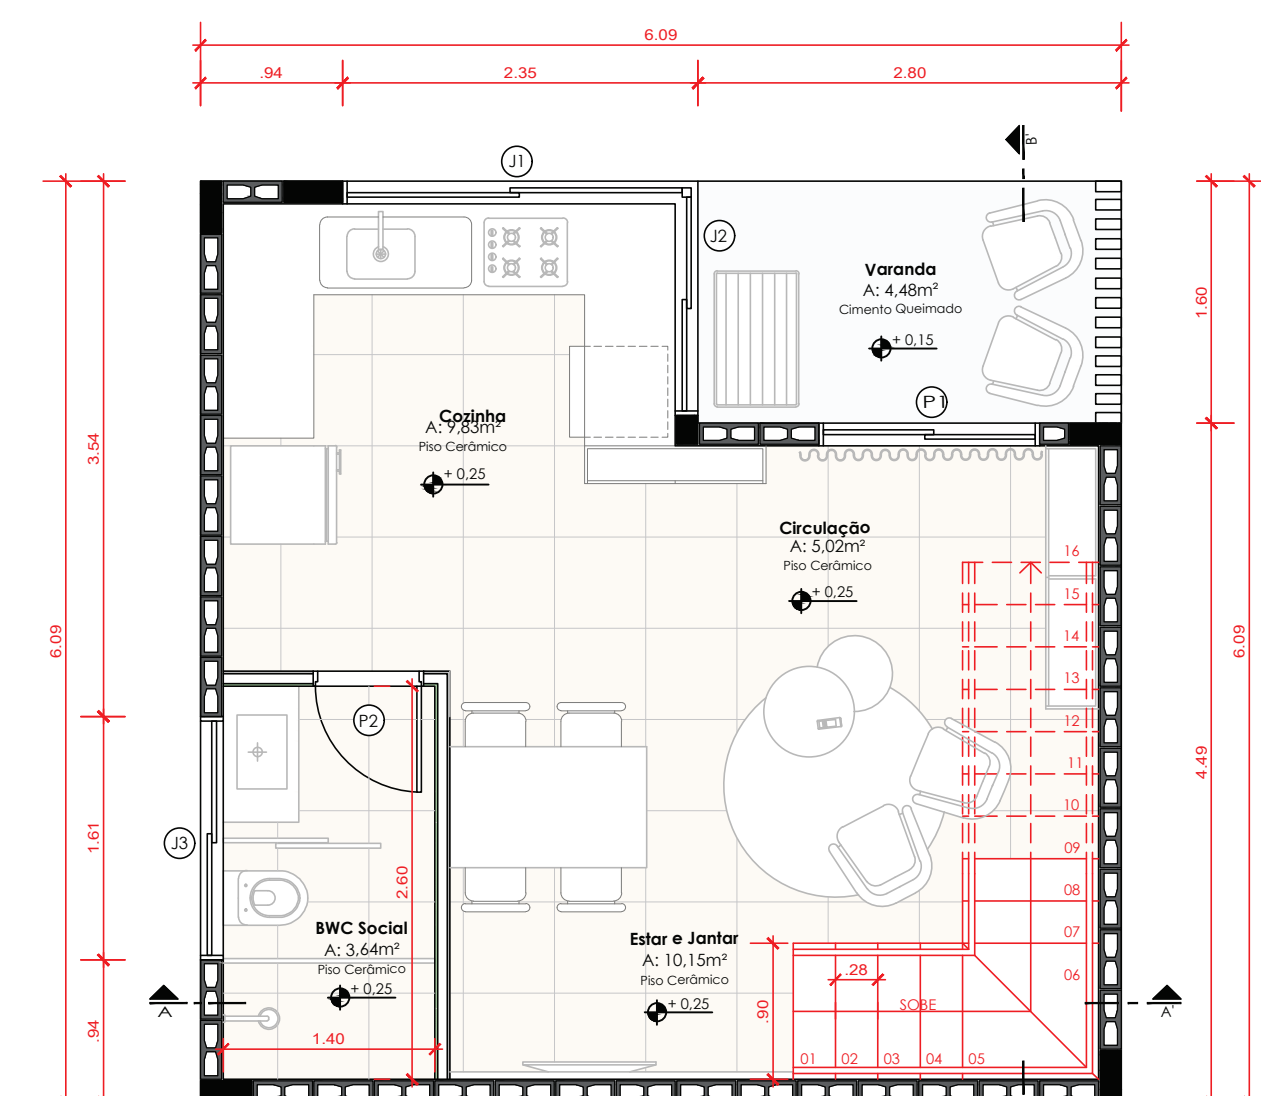 6.09
.94
2.35
2.80
B'
J1
J2
Varanda
A: 4,48m²
Cimento Queimado
+ 0,15
P1
1.60
3.54
Cozinha
A: 9,83m²
Piso Cerâmico
+ 0,25
Circulação
A: 5,02m²
Piso Cerâmico
+ 0,25
16
15
14
13
12
11
10
09
08
07
06
6.09
6.09
4.49
P2
J3
1.61
2.60
BWC Social
A: 3,64m²
Piso Cerâmico
+ 0,25
Estar e Jantar
A: 10,15m²
Piso Cerâmico
+ 0,25
.28
SOBE
.90
01
02
03
04
05
A
A'
.94
1.40